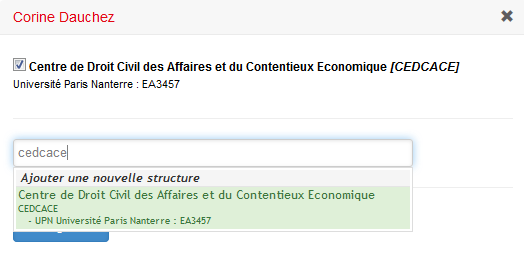 Corine Dauchez
Centre de Droit Civil des Affaires et du Contentieux Economique [CEDCACE]
Université Paris Nanterre : EA3457
cedcace
Ajouter une nouvelle structure
Centre de Droit Civil des Affaires et du Contentieux Economique
CEDCACE
- UPN Université Paris Nanterre : EA3457